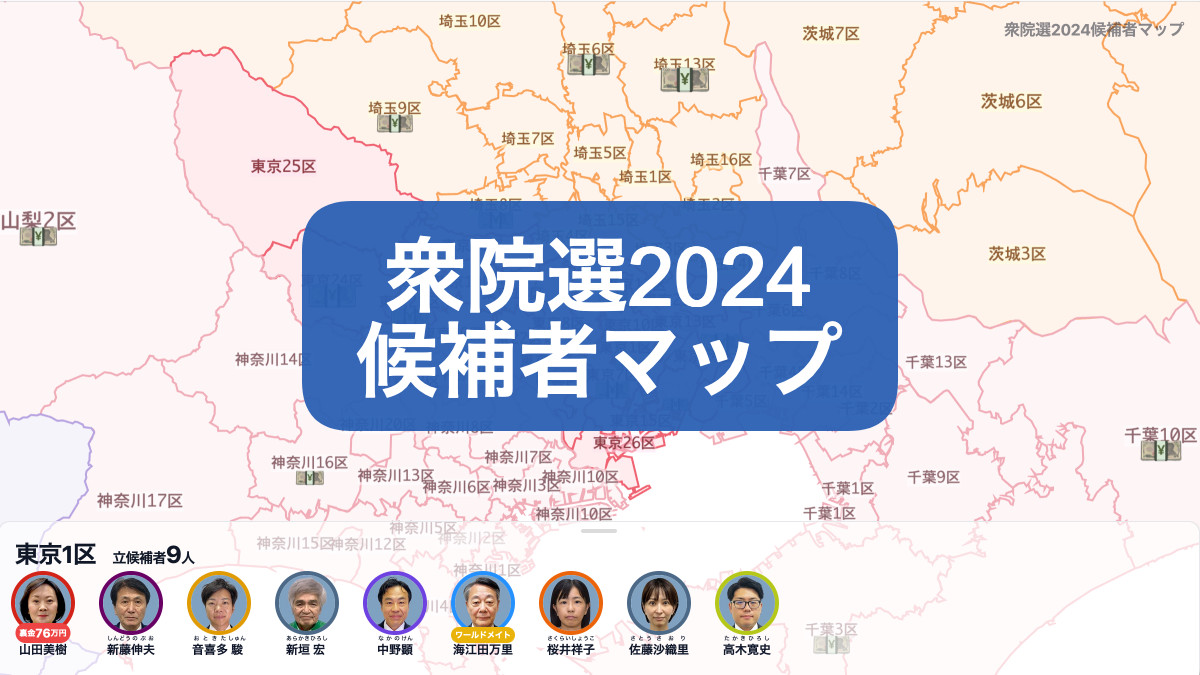 埼玉10区
茨城7区
衆院選2024候補者マップ
埼玉6区
埼玉13区
茨城6区
埼玉9区
埼玉7区
埼玉5区
埼玉16区
東京25区
埼玉1区
千葉7区
山梨2区
茨城3区
衆院選2024
候補者マップ
神奈川14区
千葉13区
東京26区
千葉10区
神奈川7区
神奈川16区
神奈川13区
神奈川10区
千葉9区
神奈川6区
神奈川3区
千葉1区
神奈川17区
神奈川10区
千葉1区
神奈川5区
神奈川2区
神奈川15区
神奈川12区
神奈川1区
千葉3区
東京1区 立候補者9人
裏金76万円
ワールドメイト
しんどうのぶお
おときたしゅん
あらかきひろし
なかのけん
さくらいしょうこ
さとうさおり
たかきひろし
山田美樹
新藤伸夫
音喜多 駿
新垣 宏
中野顕
海江田万里
桜井祥子
佐藤沙織里
高木寛史